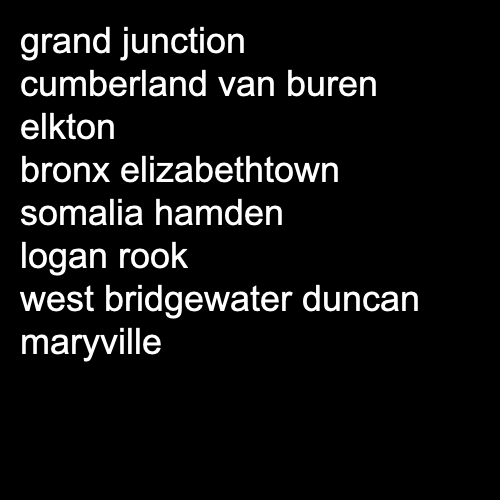 grand junction
cumberland van buren
elkton
bronx elizabethtown
somalia hamden
logan rook
west bridgewater duncan
maryville